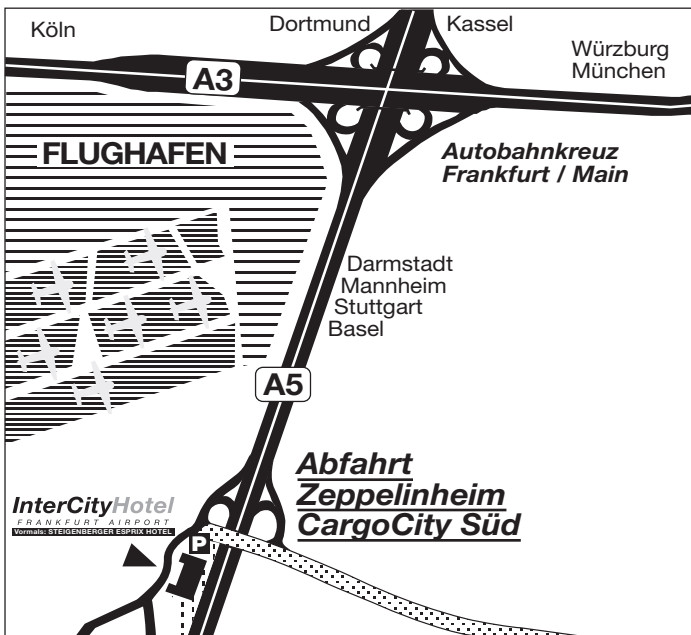 Köln
Dortmund
Kassel
Würzburg
München
A3
FLUGHAFEN
Autobahnkreuz
Frankfurt / Main
Darmstadt
Mannheim
Stuttgart
Basel
A5
Abfahrt
Zeppelinheim
CargoCity Süd
InterCityHotel
FRANKFURT AIRPORT
Vormals: STEIGENBERGER ESPRIX HOTEL
P